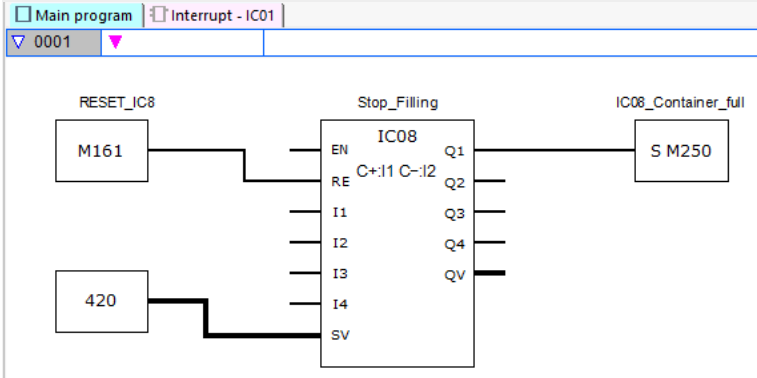 Main program Interrupt - IC01
0001
RESET_IC8 Stop_Filling IC08_Container_full
M161 IC08 S M250
EN Q1
C+:I1 C−:I2
RE Q2
I1 Q3
I2 Q4
I3 QV
420 I4
SV